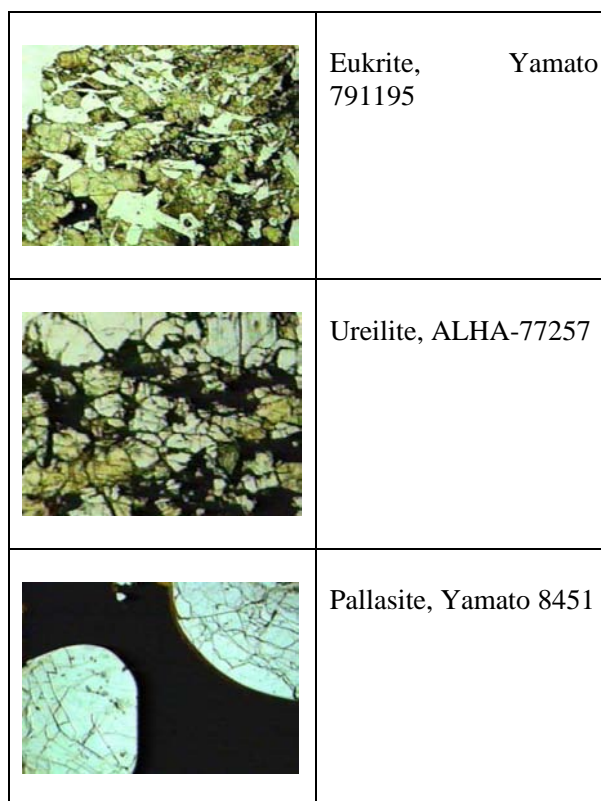 Eukrite, Yamato
791195
Ureilite, ALHA-77257
Pallasite, Yamato 8451